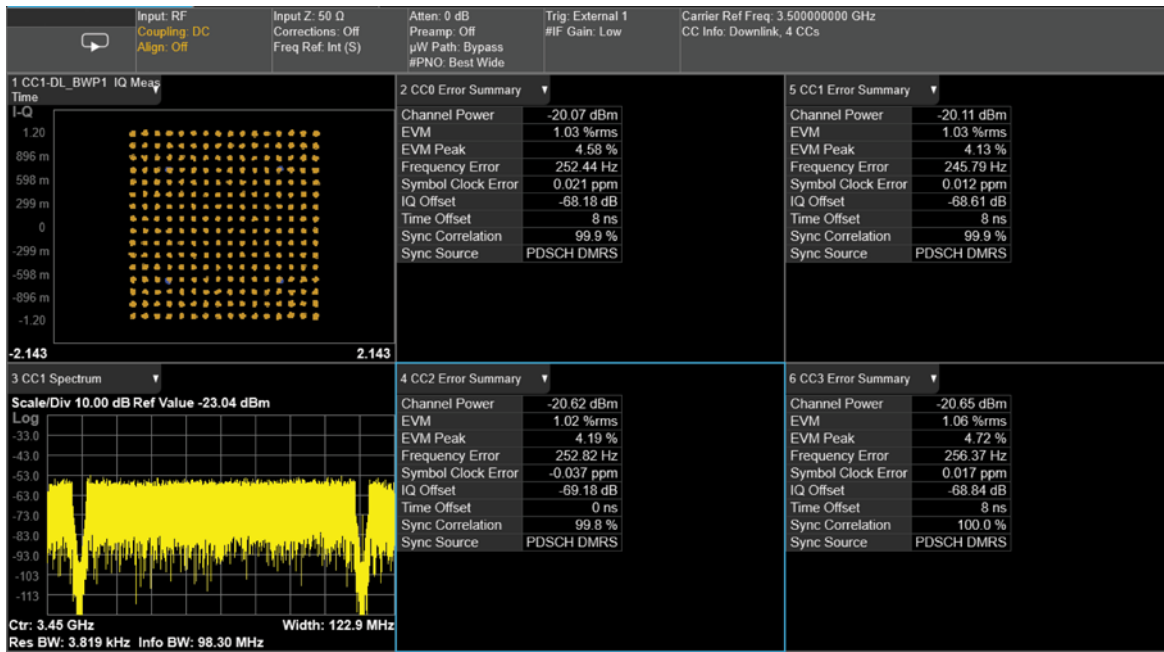 Input: RF
Coupling: DC
Align: Off
Input Z: 50 Ω
Corrections: Off
Freq Ref: Int (S)
Atten: 0 dB
Preamp: Off
µW Path: Bypass
#PNO: Best Wide
Trig: External 1
#IF Gain: Low
Carrier Ref Freq: 3.500000000 GHz
CC Info: Downlink, 4 CCs
1 CC1-DL_BWP1 IQ Meas
Time
I-Q
1.20
896 m
598 m
299 m
0
-299 m
-598 m
-896 m
-1.20
-2.143 2.143
2 CC0 Error Summary
Channel Power -20.07 dBm
EVM 1.03 %rms
EVM Peak 4.58 %
Frequency Error 252.44 Hz
Symbol Clock Error 0.021 ppm
IQ Offset -68.18 dB
Time Offset 8 ns
Sync Correlation 99.9 %
Sync Source PDSCH DMRS
5 CC1 Error Summary
Channel Power -20.11 dBm
EVM 1.03 %rms
EVM Peak 4.13 %
Frequency Error 245.79 Hz
Symbol Clock Error 0.012 ppm
IQ Offset -68.61 dB
Time Offset 8 ns
Sync Correlation 99.9 %
Sync Source PDSCH DMRS
3 CC1 Spectrum
Scale/Div 10.00 dB Ref Value -23.04 dBm
Log
-33.0
-43.0
-53.0
-63.0
-73.0
-83.0
-93.0
-103
-113
Ctr: 3.45 GHz Width: 122.9 MHz
Res BW: 3.819 kHz Info BW: 98.30 MHz
4 CC2 Error Summary
Channel Power -20.62 dBm
EVM 1.02 %rms
EVM Peak 4.19 %
Frequency Error 252.82 Hz
Symbol Clock Error -0.037 ppm
IQ Offset -69.18 dB
Time Offset 0 ns
Sync Correlation 99.8 %
Sync Source PDSCH DMRS
6 CC3 Error Summary
Channel Power -20.65 dBm
EVM 1.06 %rms
EVM Peak 4.72 %
Frequency Error 256.37 Hz
Symbol Clock Error 0.017 ppm
IQ Offset -68.84 dB
Time Offset 8 ns
Sync Correlation 100.0 %
Sync Source PDSCH DMRS